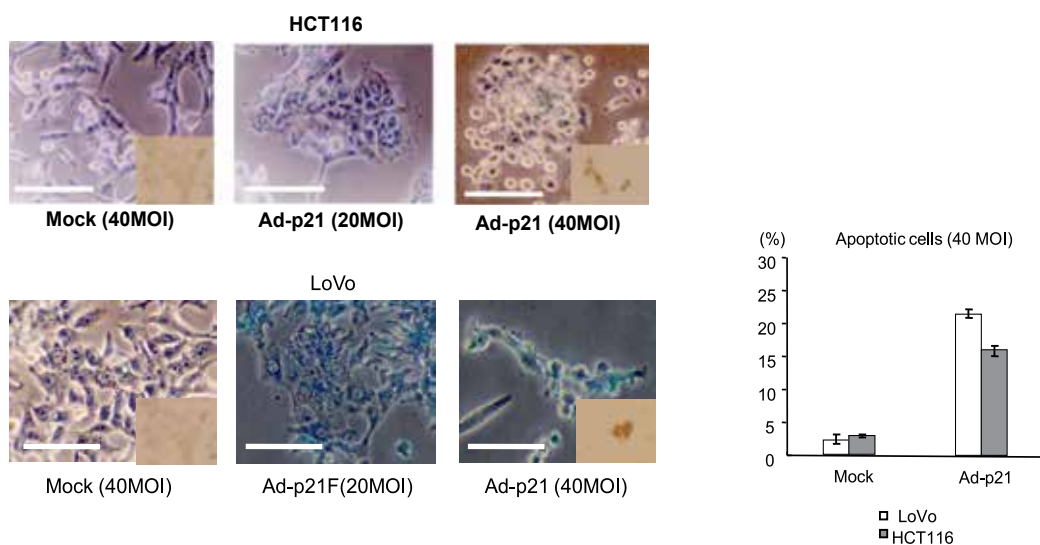 HCT116
Mock (40MOI)
Ad-p21 (20MOI)
Ad-p21 (40MOI)
LoVo
Mock (40MOI)
Ad-p21F(20MOI)
Ad-p21 (40MOI)
(%)
Apoptotic cells (40 MOI)
30
25
20
15
10
5
0
Mock
Ad-p21
LoVo
HCT116